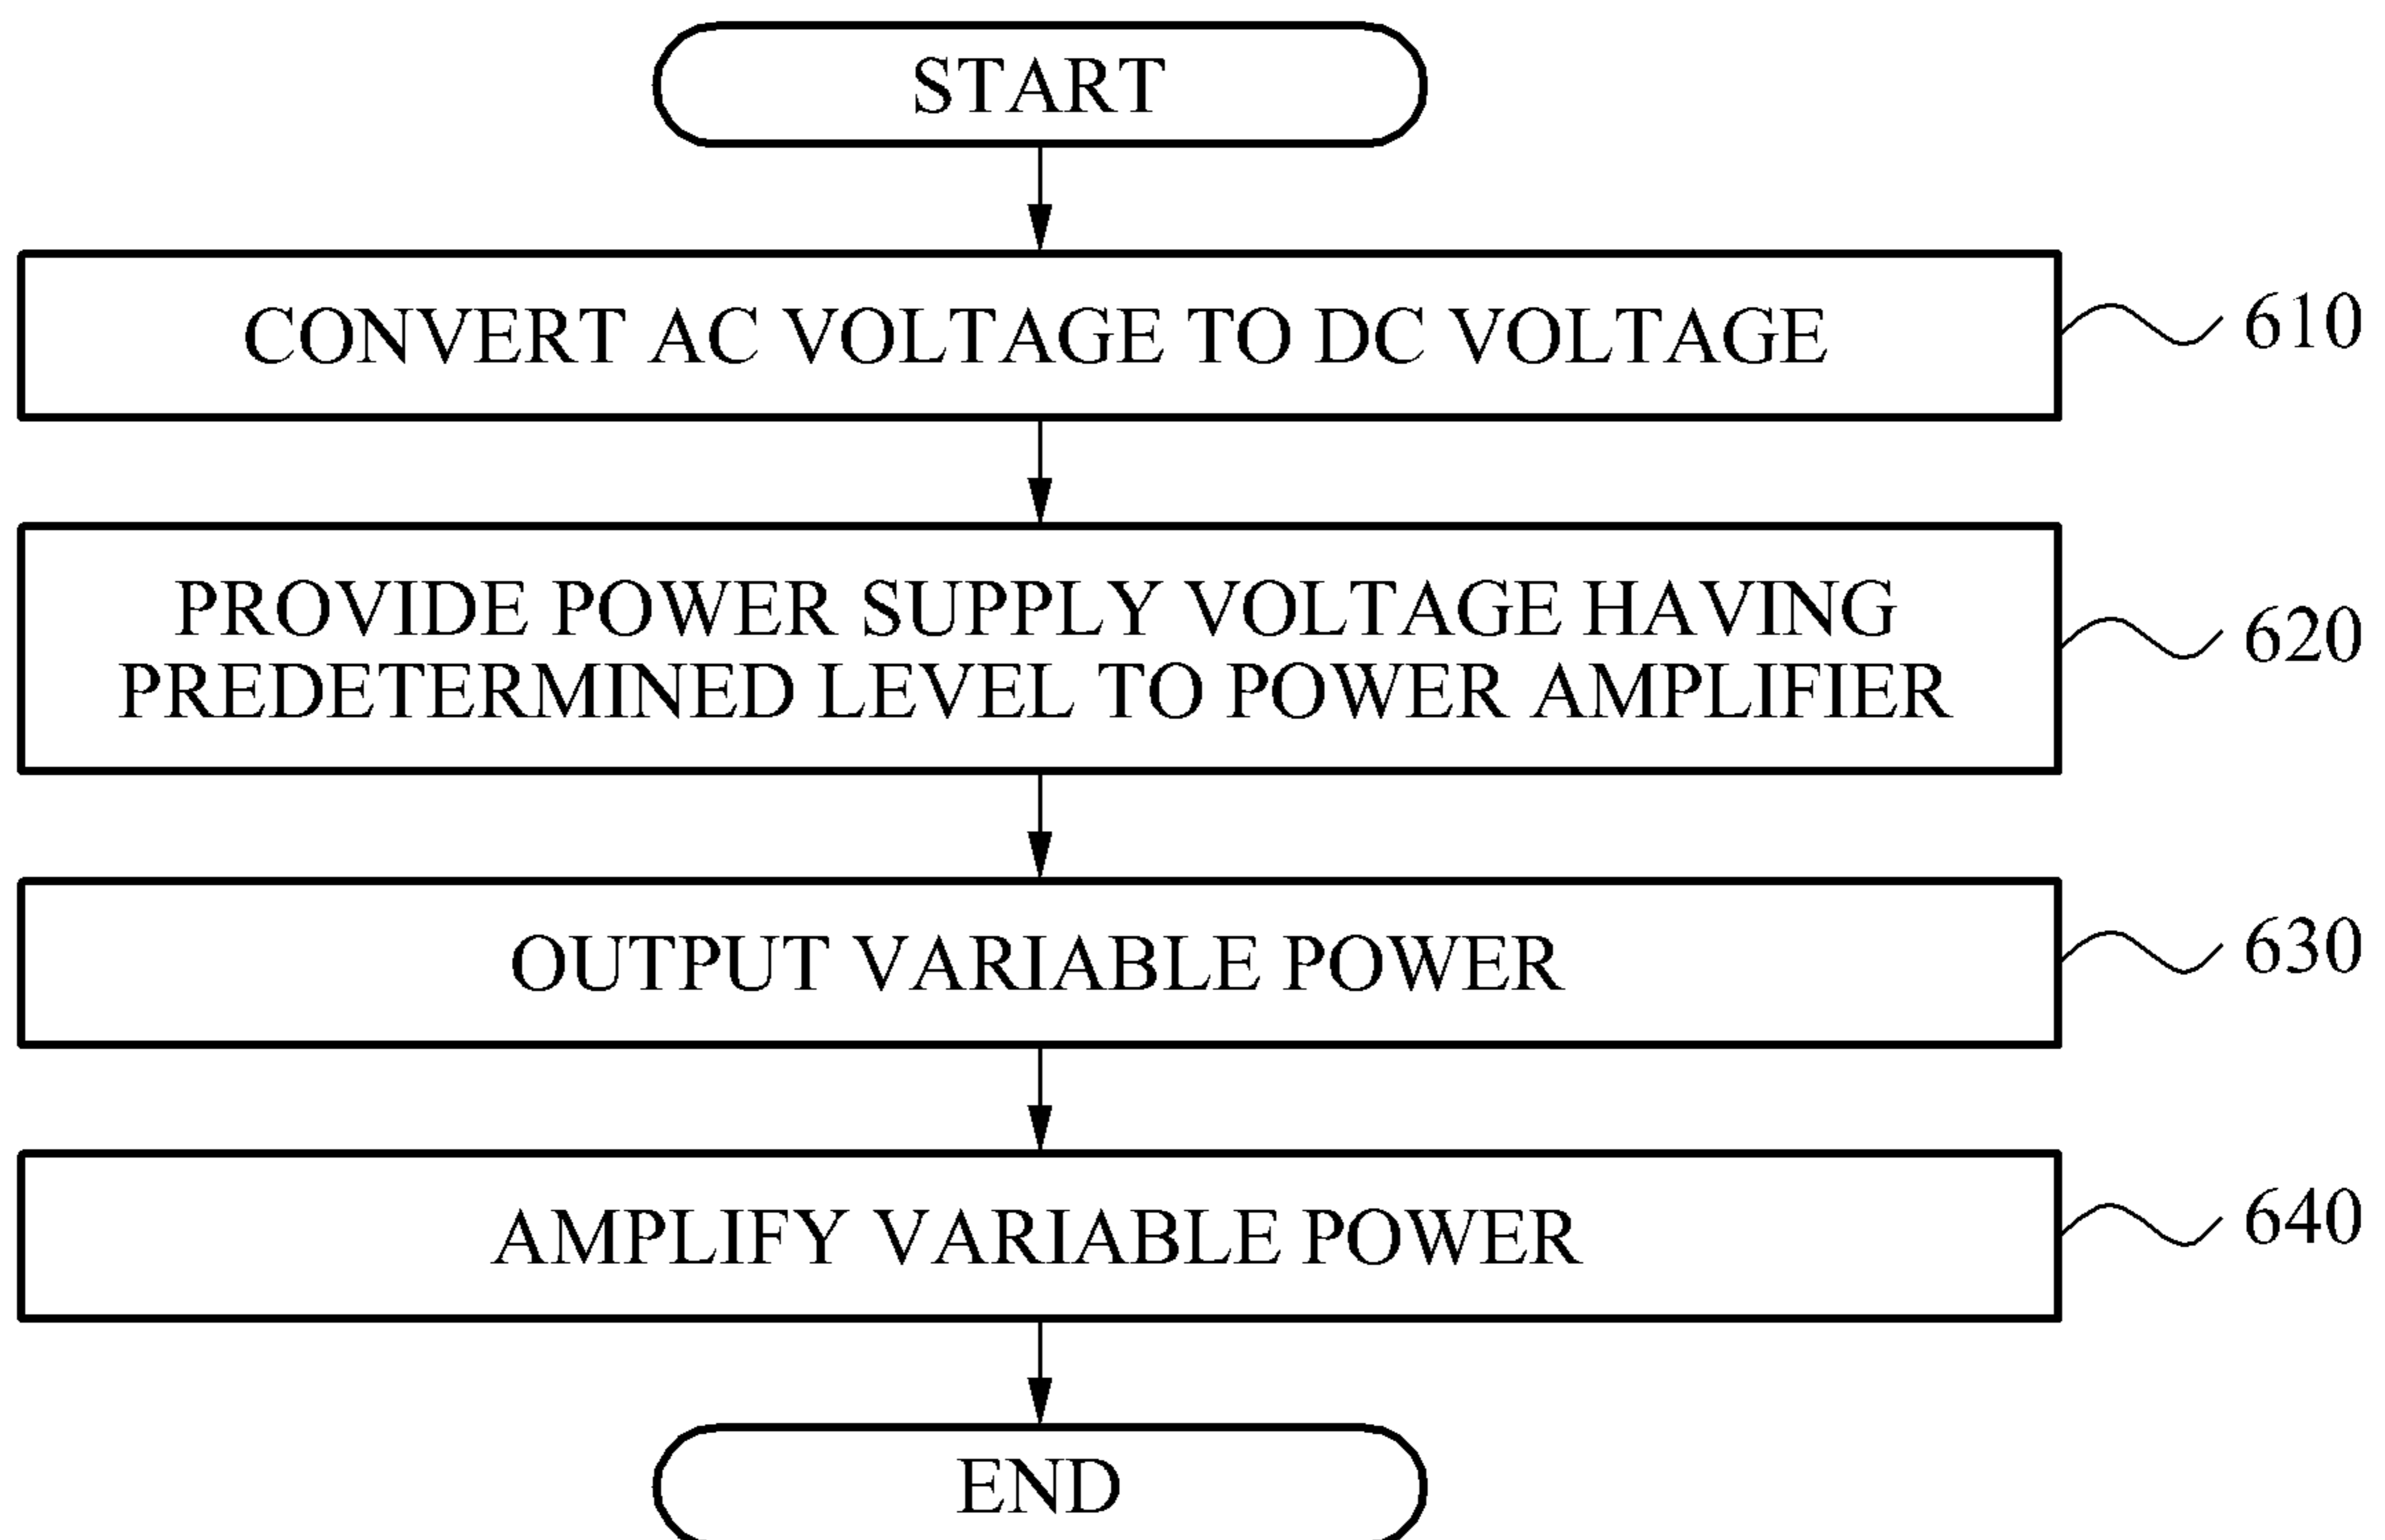 START
CONVERT AC VOLTAGE TO DC VOLTAGE
610
PROVIDE POWER SUPPLY VOLTAGE HAVING
PREDETERMINED LEVEL TO POWER AMPLIFIER
620
OUTPUT VARIABLE POWER
630
AMPLIFY VARIABLE POWER
640
END